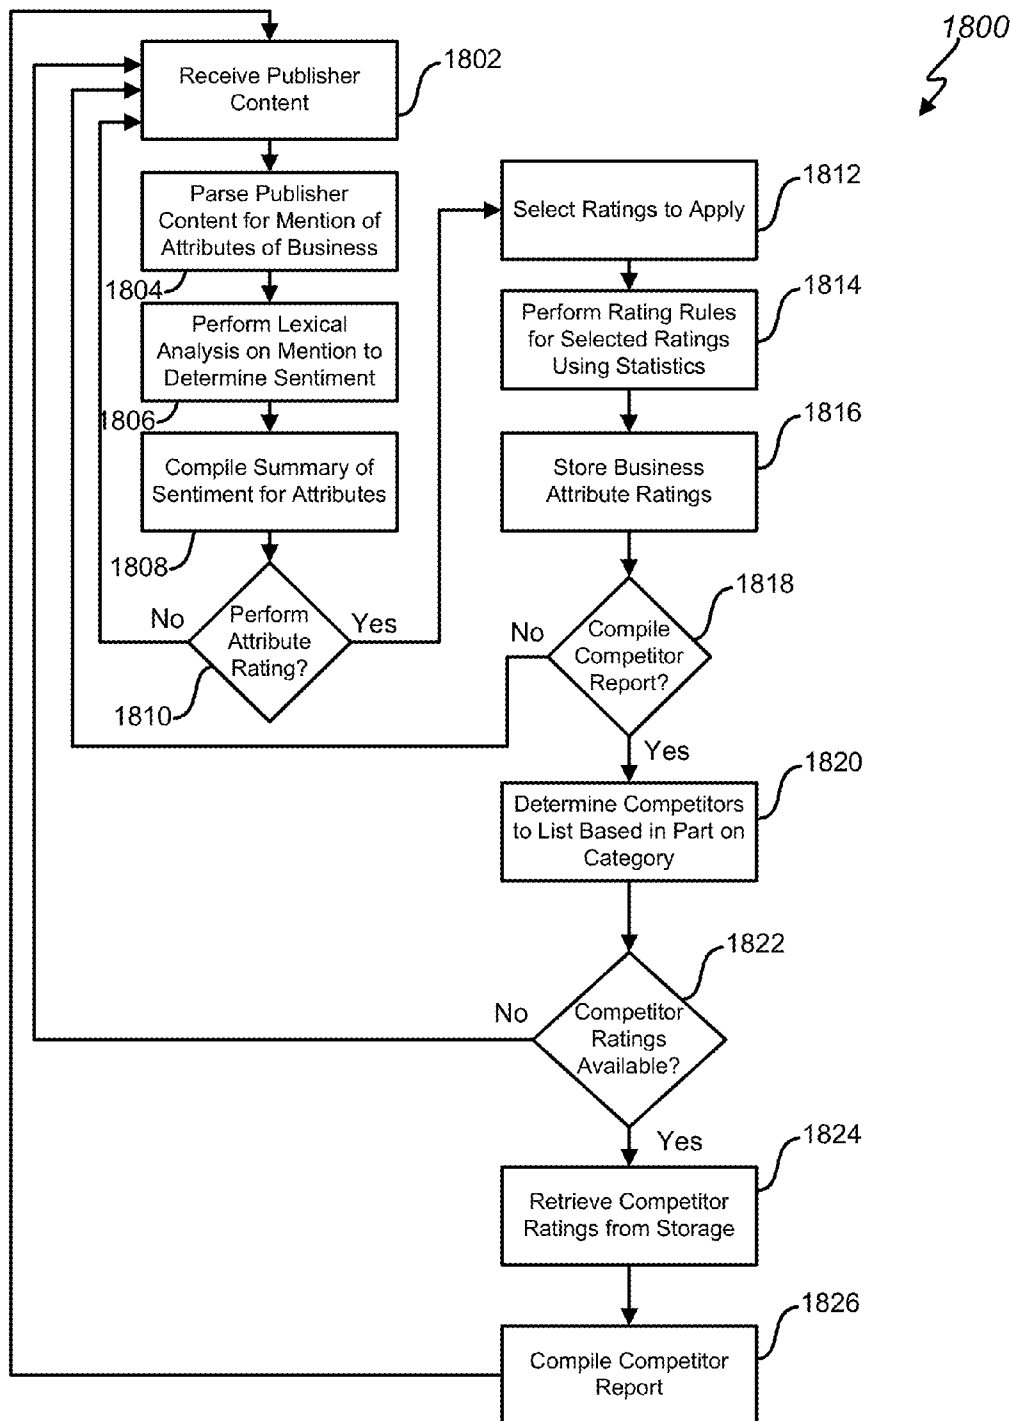 1800
Receive Publisher
Content
1802
Parse Publisher
Content for Mention of
Attributes of Business
1804
Perform Lexical
Analysis on Mention to
Determine Sentiment
1806
Compile Summary of
Sentiment for Attributes
1808
No
Perform
Attribute
Rating?
Yes
1810
Select Ratings to Apply
1812
Perform Rating Rules
for Selected Ratings
Using Statistics
1814
Store Business
Attribute Ratings
1816
No
Compile
Competitor
Report?
1818
Yes
Determine Competitors
to List Based in Part on
Category
1820
No
Competitor
Ratings
Available?
1822
Yes
Retrieve Competitor
Ratings from Storage
1824
Compile Competitor
Report
1826